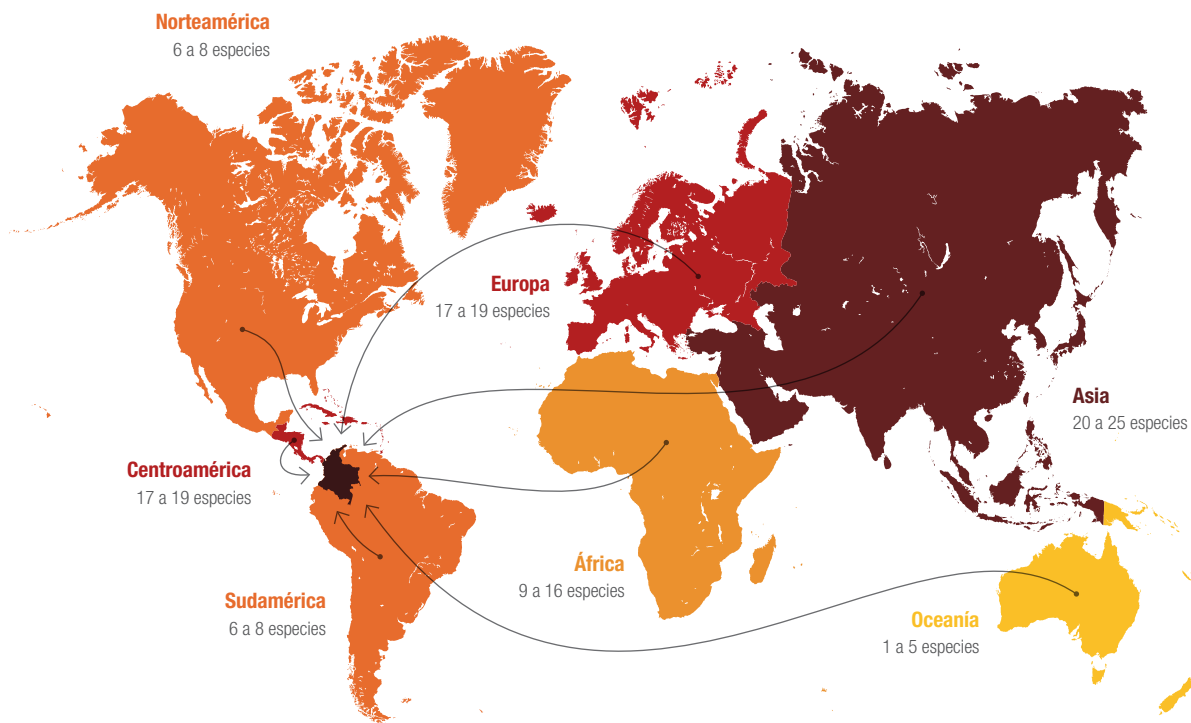 Norteamérica
6 a 8 especies
Europa
17 a 19 especies
Asia
20 a 25 especies
Centroamérica
17 a 19 especies
África
9 a 16 especies
Sudamérica
6 a 8 especies
Oceanía
1 a 5 especies